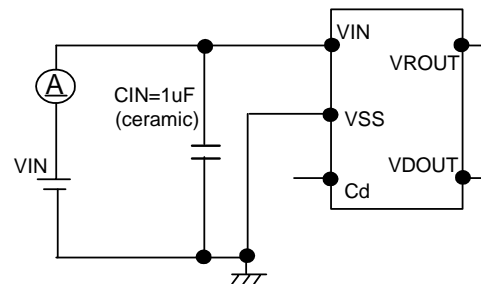 VIN
VROUT
A
CIN=1uF
(ceramic)
VSS
VIN
VDOUT
Cd